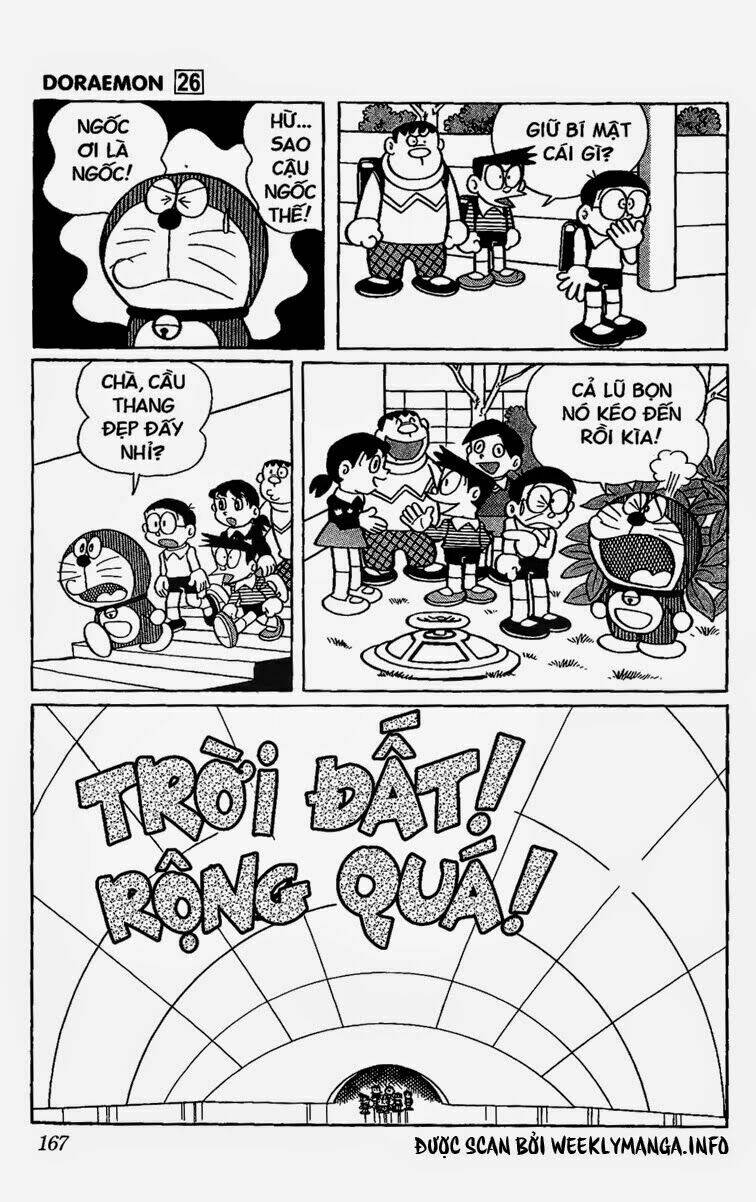 DORAEMON 26
NGỐC
ƠI LÀ
NGỐC!
HỪ...
SAO
CẬU
NGỐC
THẾ!
GIỮ BÍ MẬT
CÁI GÌ?
CHÀ, CẦU
THANG
ĐẸP ĐẤY
NHỈ?
CẢ LŨ BỌN
NÓ KÉO ĐẾN
RỒI KÌA!
TRỜI ĐẤT!
RỘNG QUÁ!
167
ĐƯỢC SCAN BỞI WEEKLYMANGA.INFO